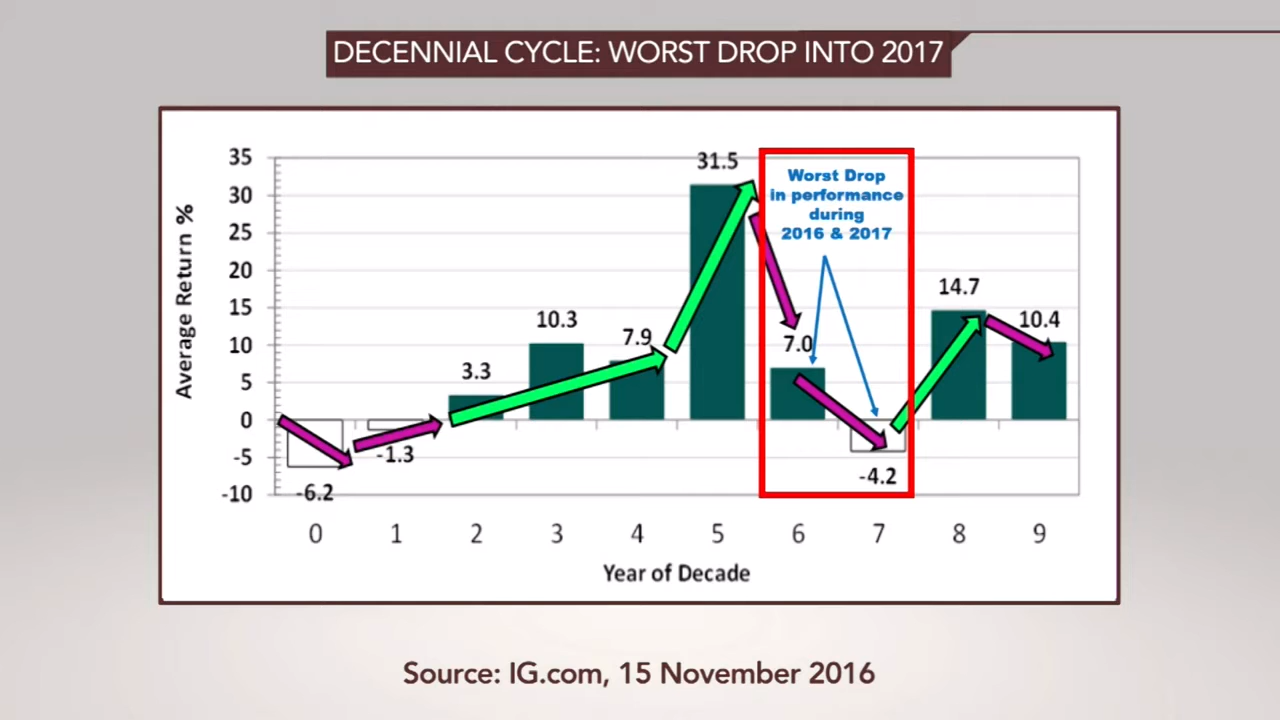 DECENNIAL CYCLE: WORST DROP INTO 2017
Average Return %
35
30
25
20
15
10
5
0
-5
-10
-6.2
-1.3
3.3
10.3
7.9
31.5
7.0
-4.2
14.7
10.4
Worst Drop
in performance
during
2016 & 2017
0 1 2 3 4 5 6 7 8 9
Year of Decade
Source: IG.com, 15 November 2016